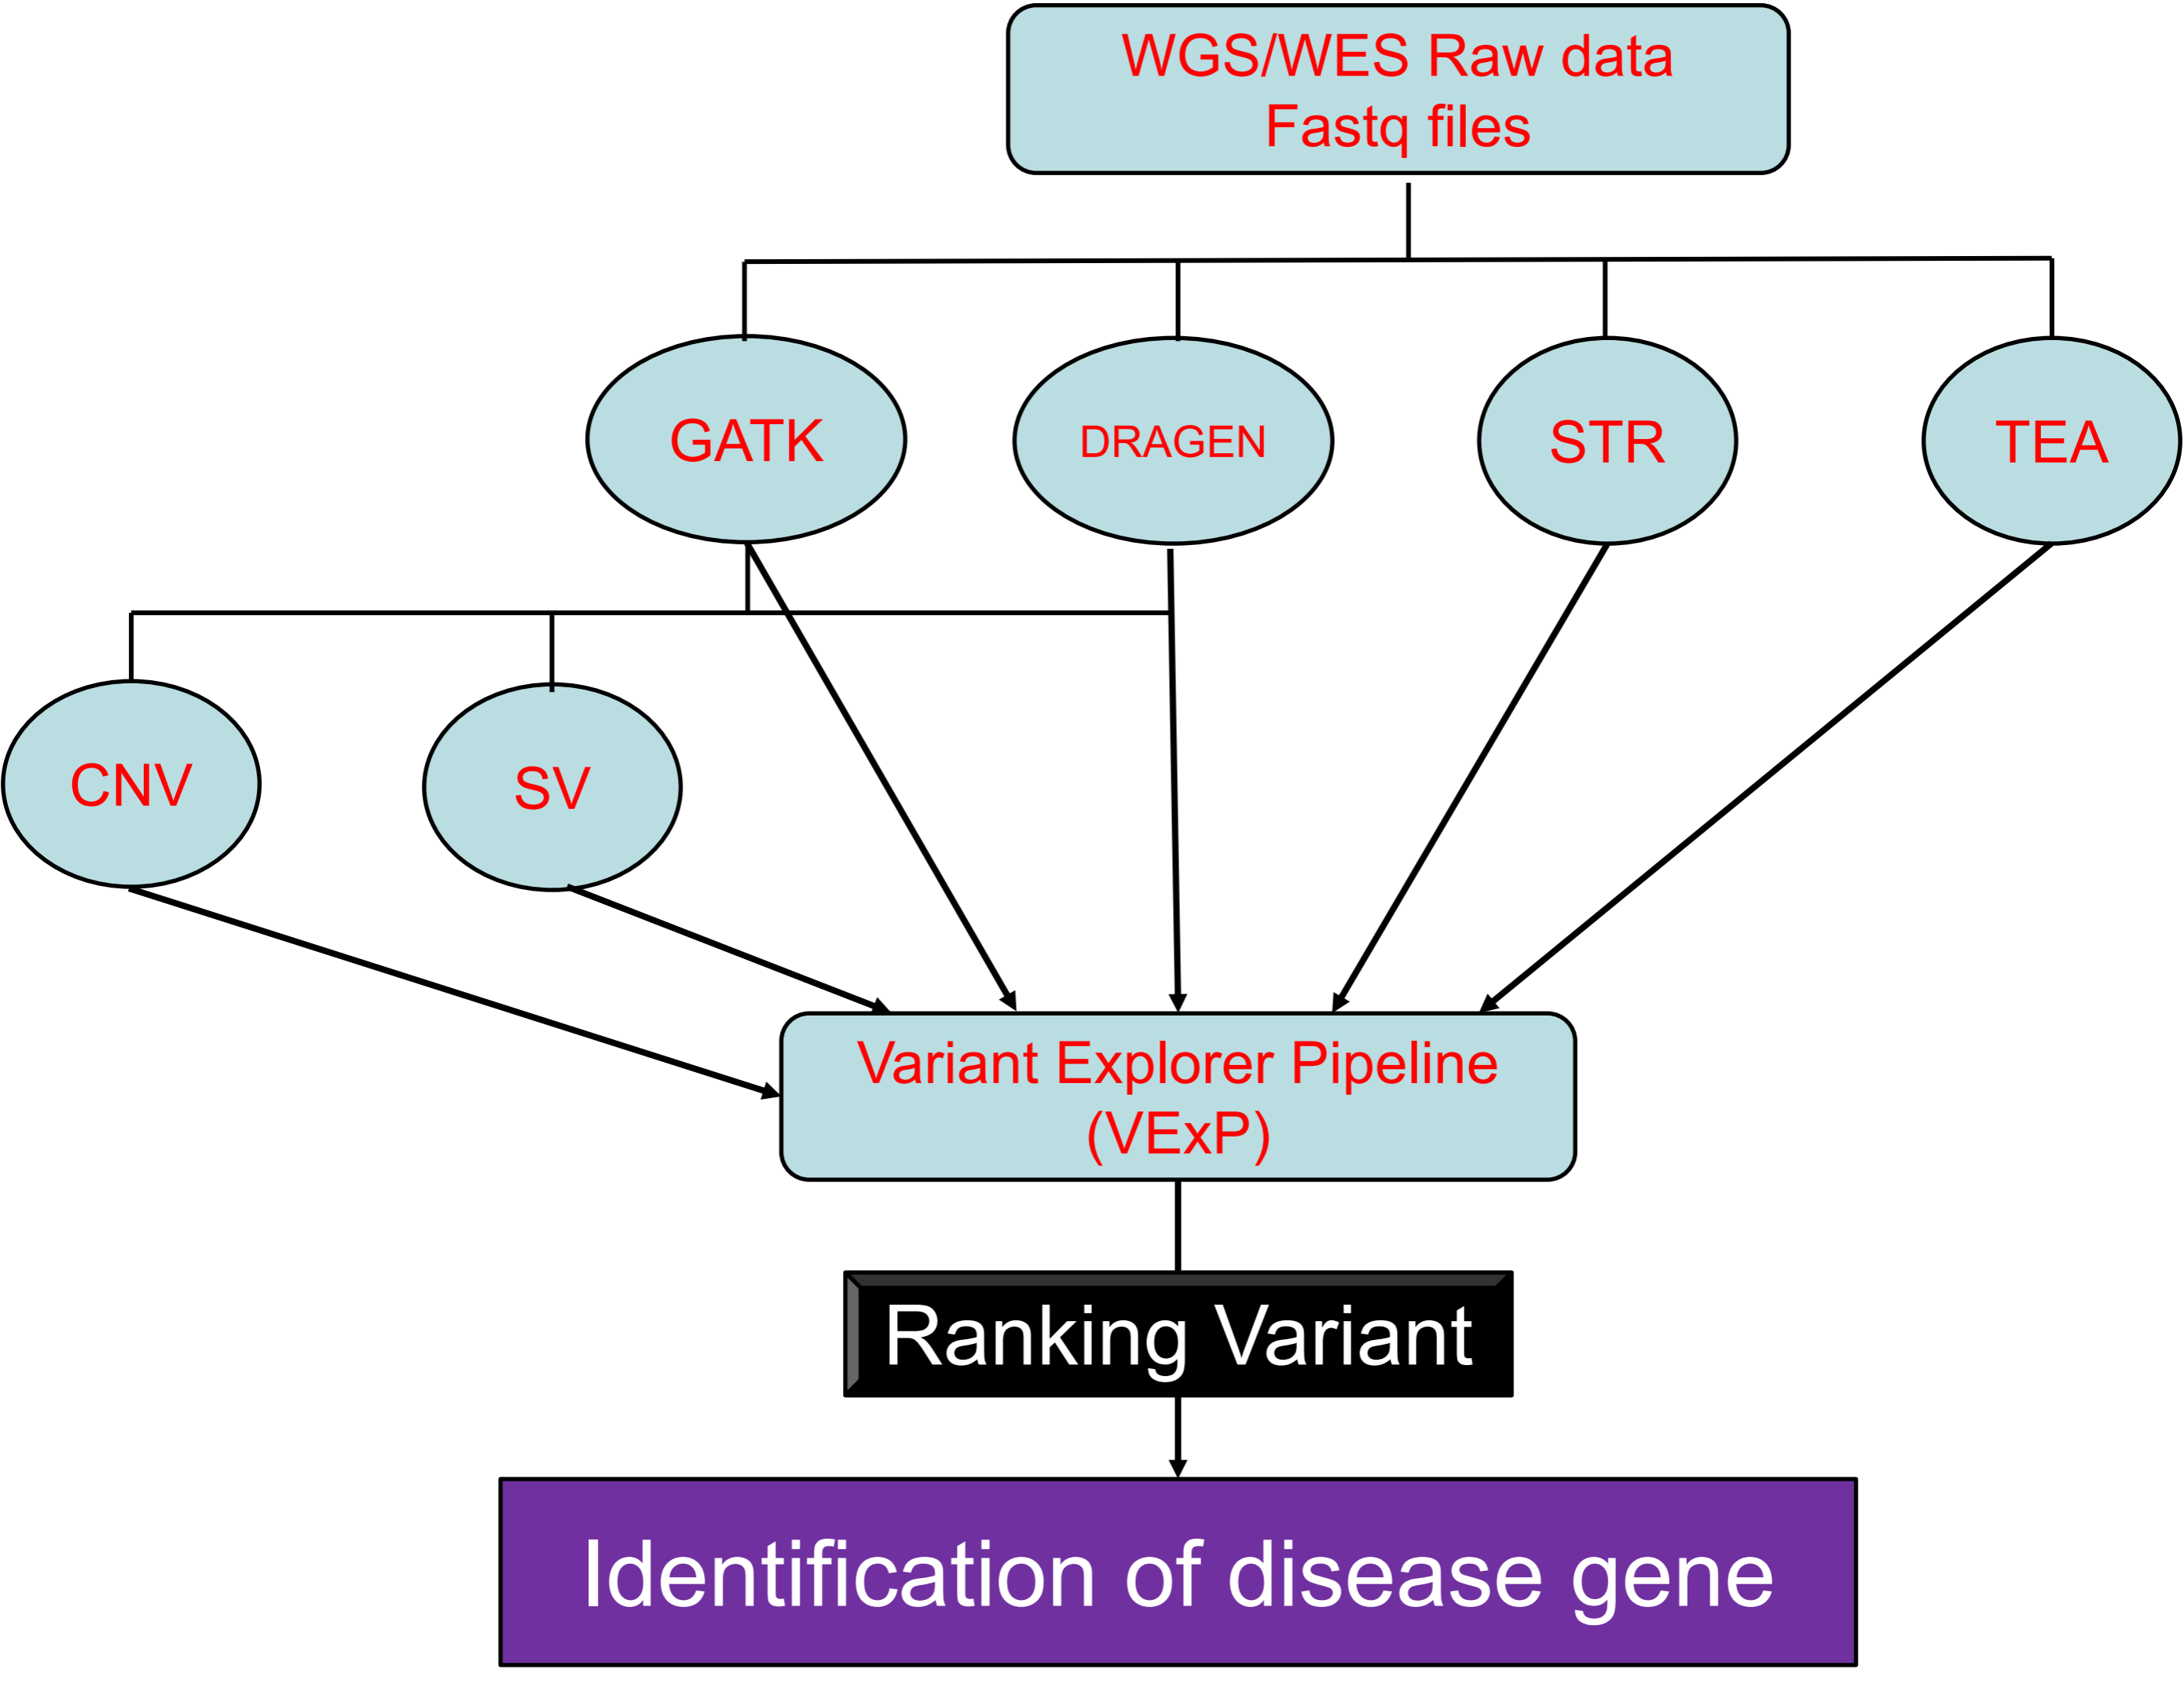 WGS/WES Raw data
Fastq files
GATK
DRAGEN
STR
TEA
CNV
SV
Variant Explorer Pipeline
(VExP)
Ranking Variant
Identification of disease gene